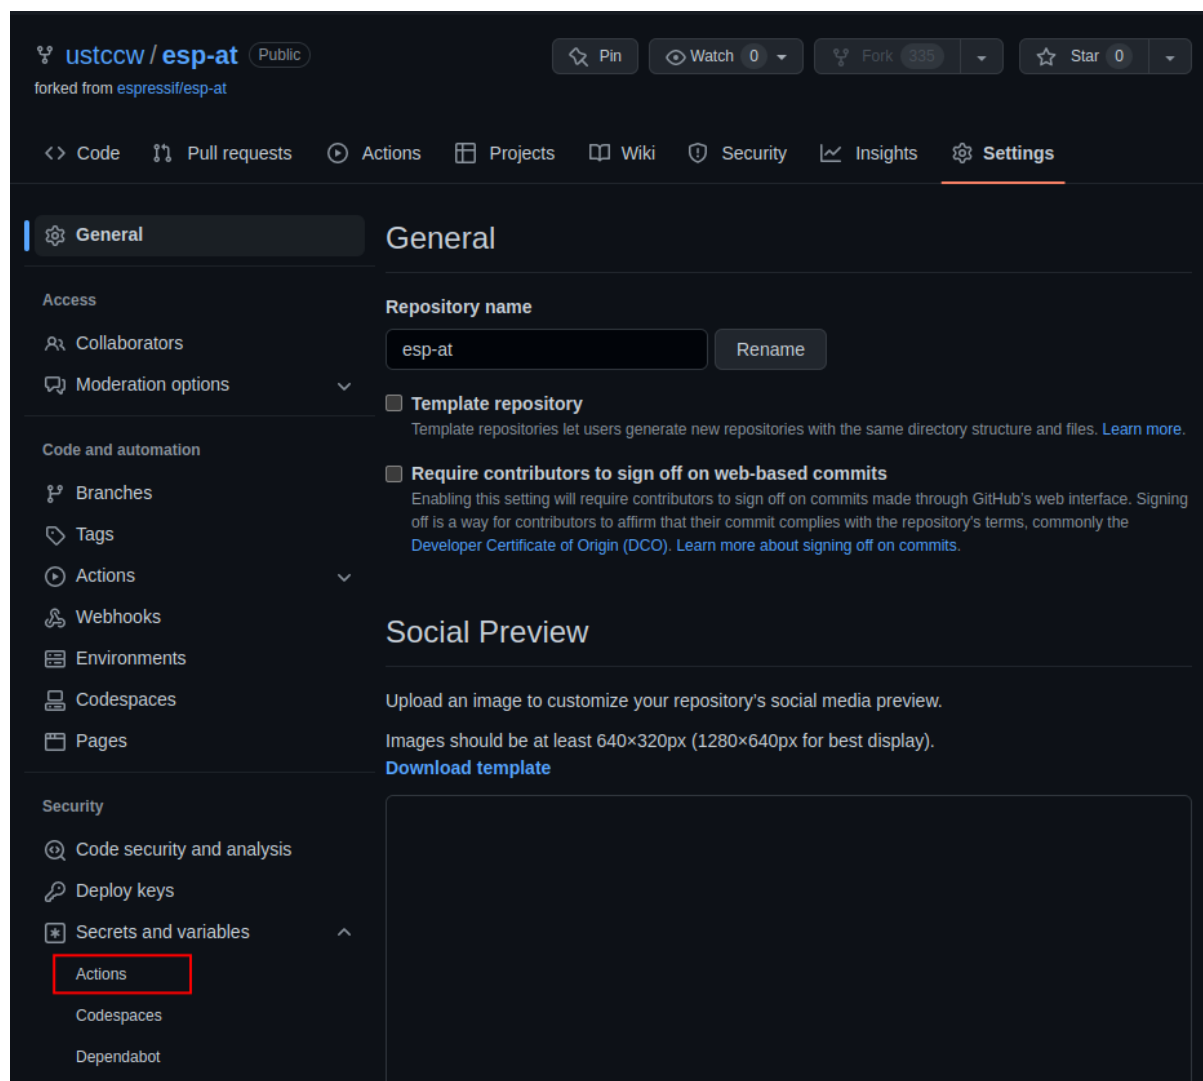 ustccw / esp-at Public
Pin
Watch 0
Fork 335
Star 0
forked from espressif/esp-at
Code
Pull requests
Actions
Projects
Wiki
Security
Insights
Settings
General
Access
Collaborators
Moderation options
Code and automation
Branches
Tags
Actions
Webhooks
Environments
Codespaces
Pages
Security
Code security and analysis
Deploy keys
Secrets and variables
Actions
Codespaces
Dependabot
General
Repository name
esp-at
Rename
Template repository
Template repositories let users generate new repositories with the same directory structure and files. Learn more.
Require contributors to sign off on web-based commits
Enabling this setting will require contributors to sign off on commits made through GitHub's web interface. Signing
off is a way for contributors to affirm that their commit complies with the repository's terms, commonly the
Developer Certificate of Origin (DCO). Learn more about signing off on commits.
Social Preview
Upload an image to customize your repository's social media preview.
Images should be at least 640×320px (1280×640px for best display).
Download template